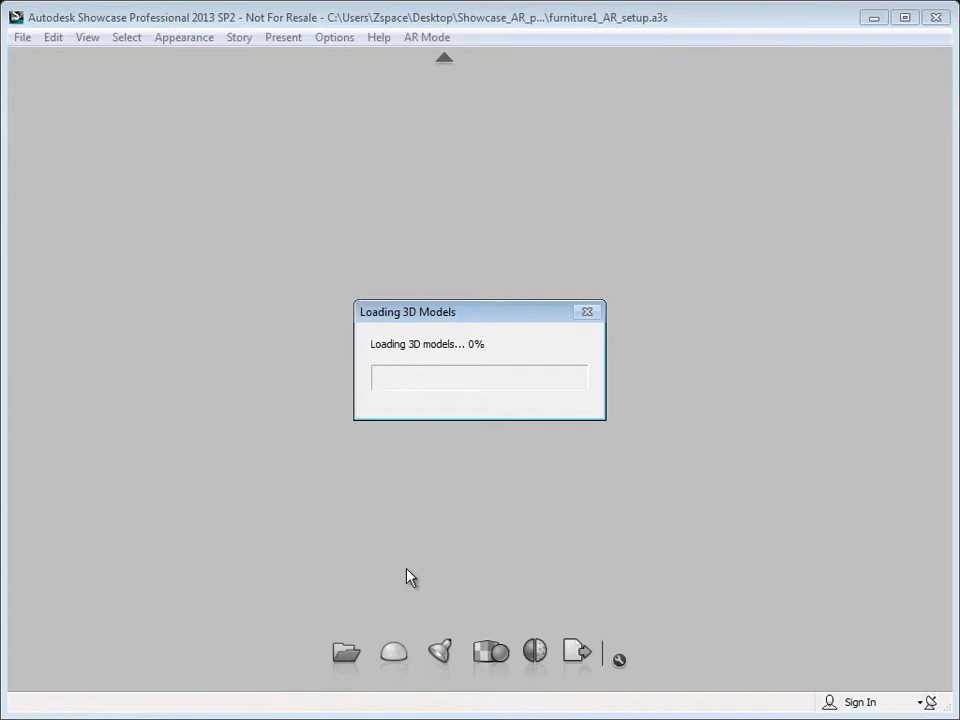 Autodesk Showcase Professional 2013 SP2 - Not For Resale - C:\Users\Zspace\Desktop\Showcase_AR_p...\furniture1_AR_setup.a3s
File Edit View Select Appearance Story Present Options Help AR Mode
Loading 3D Models
Loading 3D models... 0%
Sign In